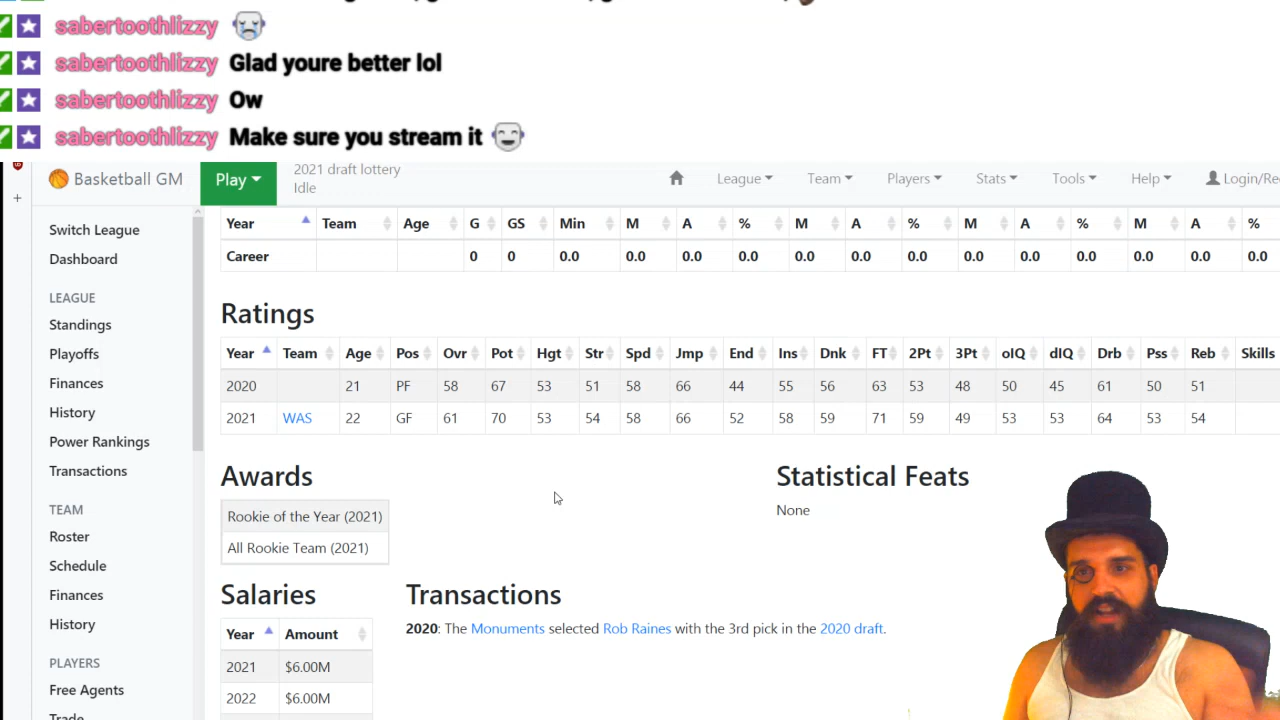 sabertoothlizzy
sabertoothlizzy Glad youre better lol
sabertoothlizzy Ow
sabertoothlizzy Make sure you stream it
Basketball GM Play 2021 draft lottery League Team Players Stats Tools Help Login/Re
Idle
Switch League
Dashboard
LEAGUE
Standings
Playoffs
Finances
History
Power Rankings
Transactions
TEAM
Roster
Schedule
Finances
History
PLAYERS
Free Agents
Trade
Year Team Age G GS Min M A % M A % M A % M A %
Career 0 0 0.0 0.0 0.0 0.0 0.0 0.0 0.0 0.0 0.0 0.0 0.0 0.0 0.0
Ratings
Year Team Age Pos Ovr Pot Hgt Str Spd Jmp End Ins Dnk FT 2Pt 3Pt oIQ dIQ Drb Pss Reb Skills
2020 21 PF 58 67 53 51 58 66 44 55 56 63 53 48 50 45 61 50 51
2021 WAS 22 GF 61 70 53 54 58 66 52 58 59 71 59 49 53 53 64 53 54
Awards
Rookie of the Year (2021)
All Rookie Team (2021)
Statistical Feats
None
Salaries
Year Amount
2021 $6.00M
2022 $6.00M
Transactions
2020: The Monuments selected Rob Raines with the 3rd pick in the 2020 draft.